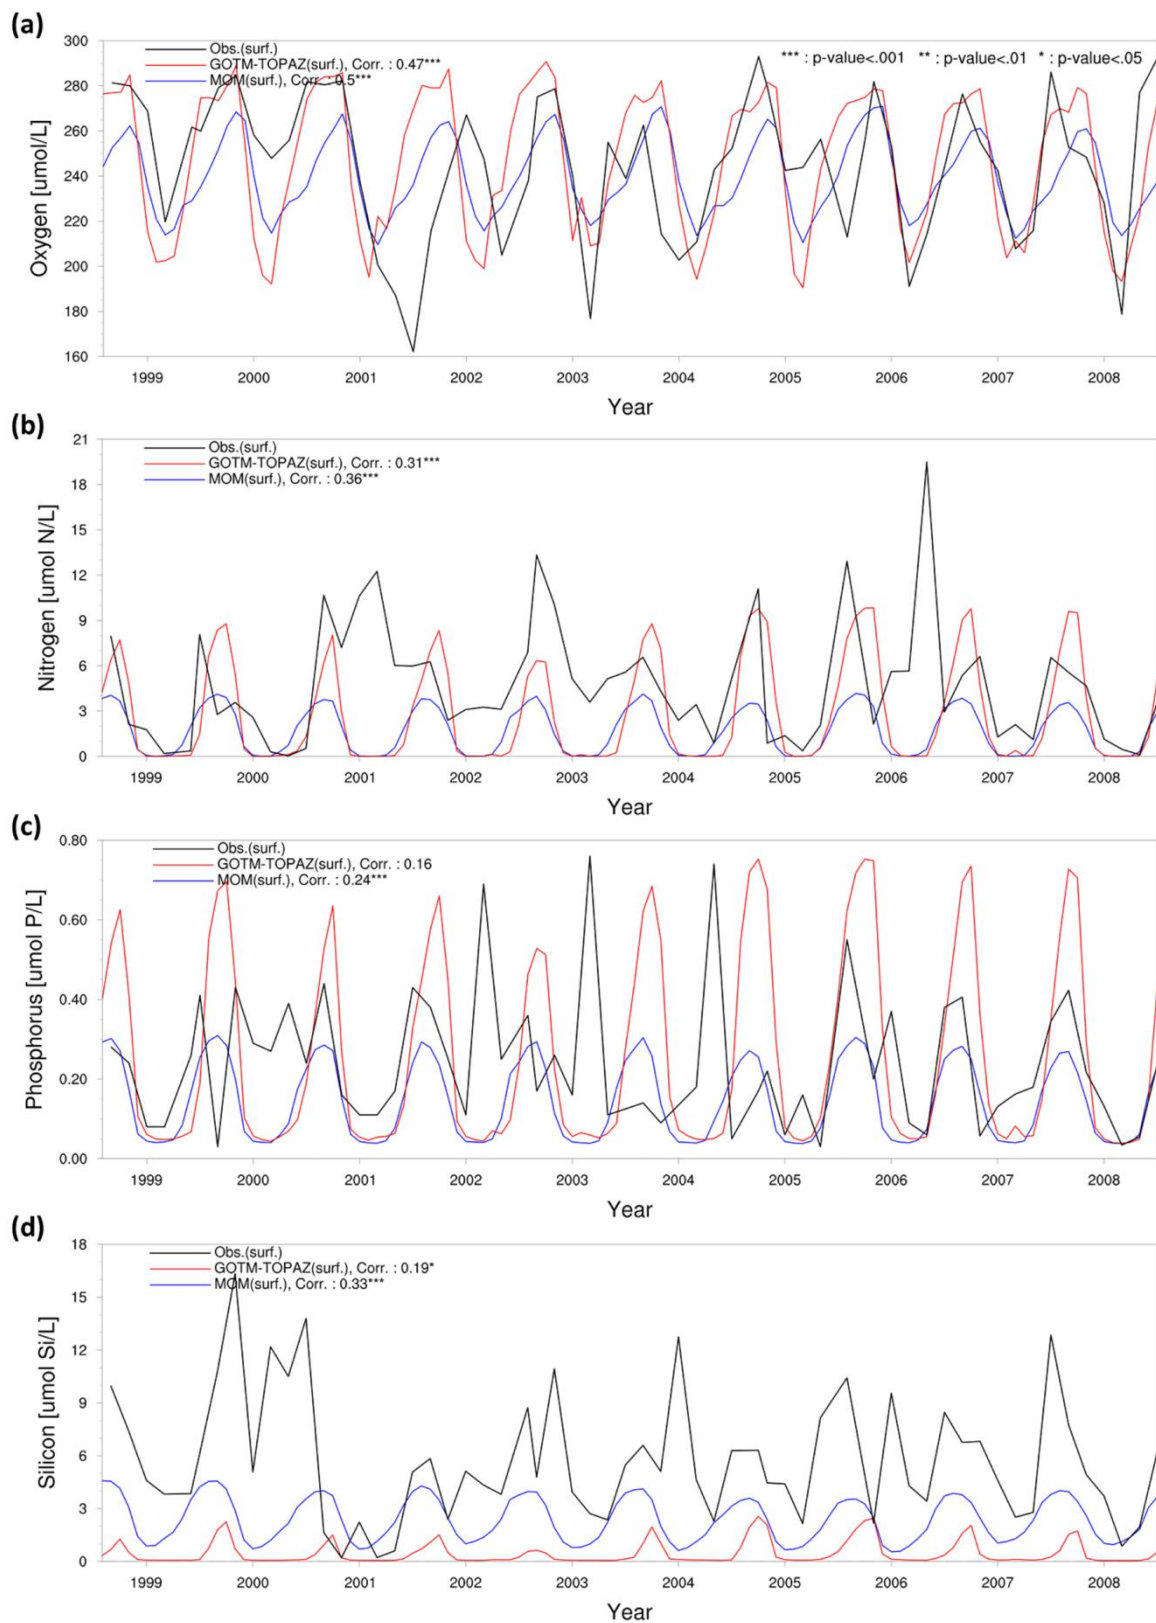 (a)
300
280
260
240
220
200
180
160
Oxygen [umol/L]
Obs.(surf.)
GOTM-TOPAZ(surf.), Corr. : 0.47***
MOM(surf.), Corr. : 0.5***
*** : p-value<.001 ** : p-value<.01 * : p-value<.05
1999 2000 2001 2002 2003 2004 2005 2006 2007 2008
Year
(b)
21
18
15
12
9
6
3
0
Nitrogen [umol N/L]
Obs.(surf.)
GOTM-TOPAZ(surf.), Corr. : 0.31***
MOM(surf.), Corr. : 0.36***
1999 2000 2001 2002 2003 2004 2005 2006 2007 2008
Year
(c)
0.80
0.60
0.40
0.20
0.00
Phosphorus [umol P/L]
Obs.(surf.)
GOTM-TOPAZ(surf.), Corr. : 0.16
MOM(surf.), Corr. : 0.24***
1999 2000 2001 2002 2003 2004 2005 2006 2007 2008
Year
(d)
18
15
12
9
6
3
0
Silicon [umol Si/L]
Obs.(surf.)
GOTM-TOPAZ(surf.), Corr. : 0.19*
MOM(surf.), Corr. : 0.33***
1999 2000 2001 2002 2003 2004 2005 2006 2007 2008
Year